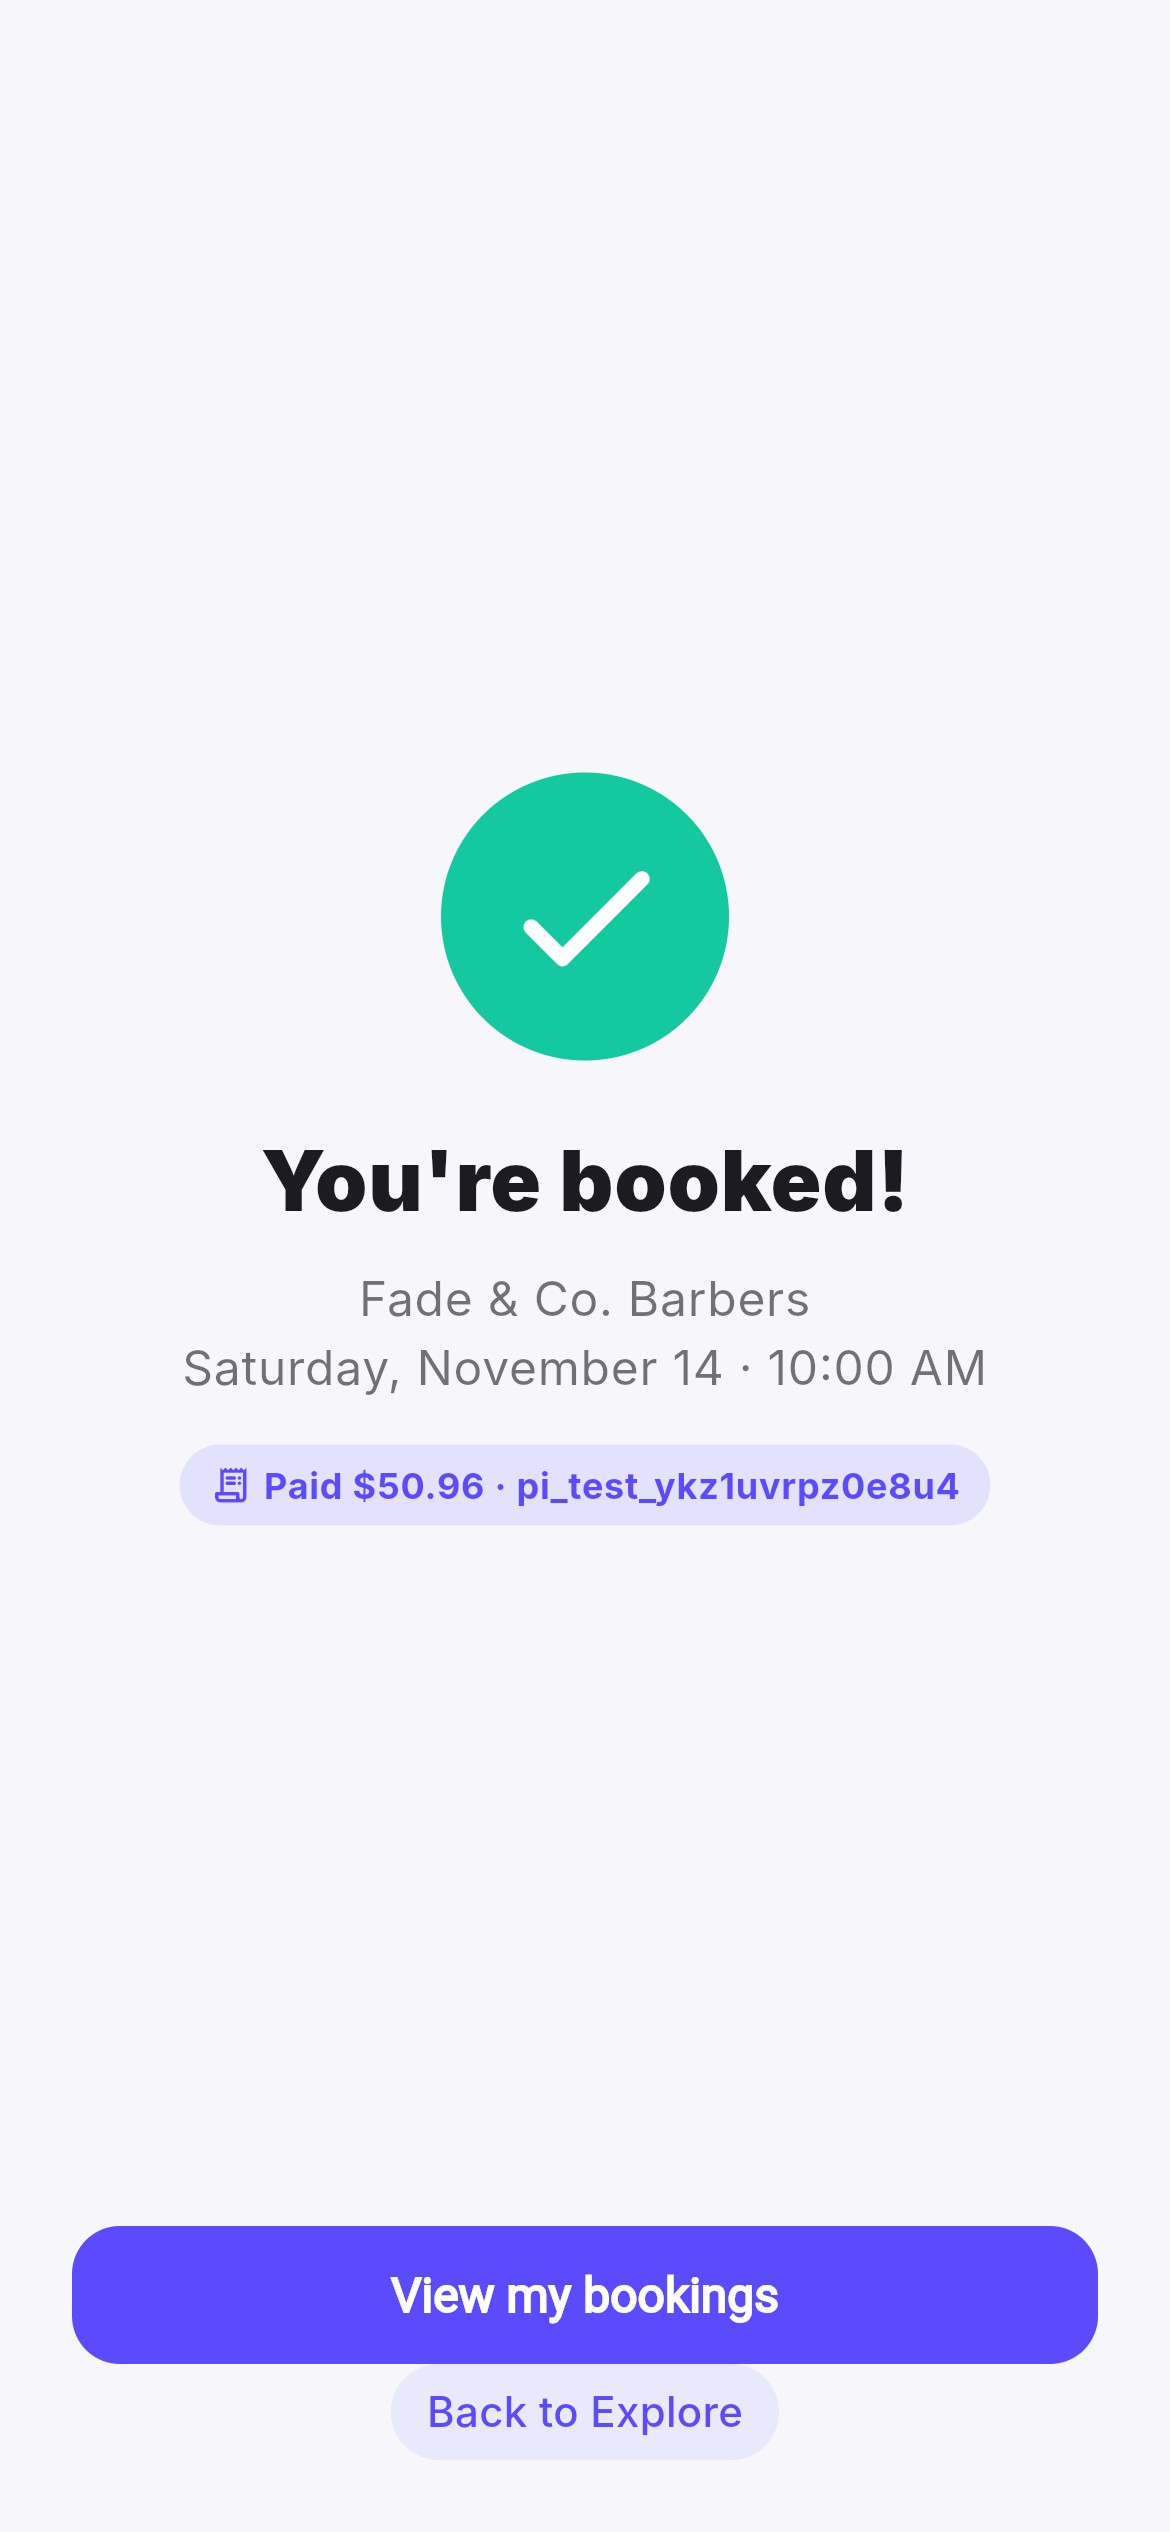 You're booked!
Fade & Co. Barbers
Saturday, November 14 · 10:00 AM
Paid $50.96 · pi_test_ykz1uvrpz0e8u4
View my bookings
Back to Explore